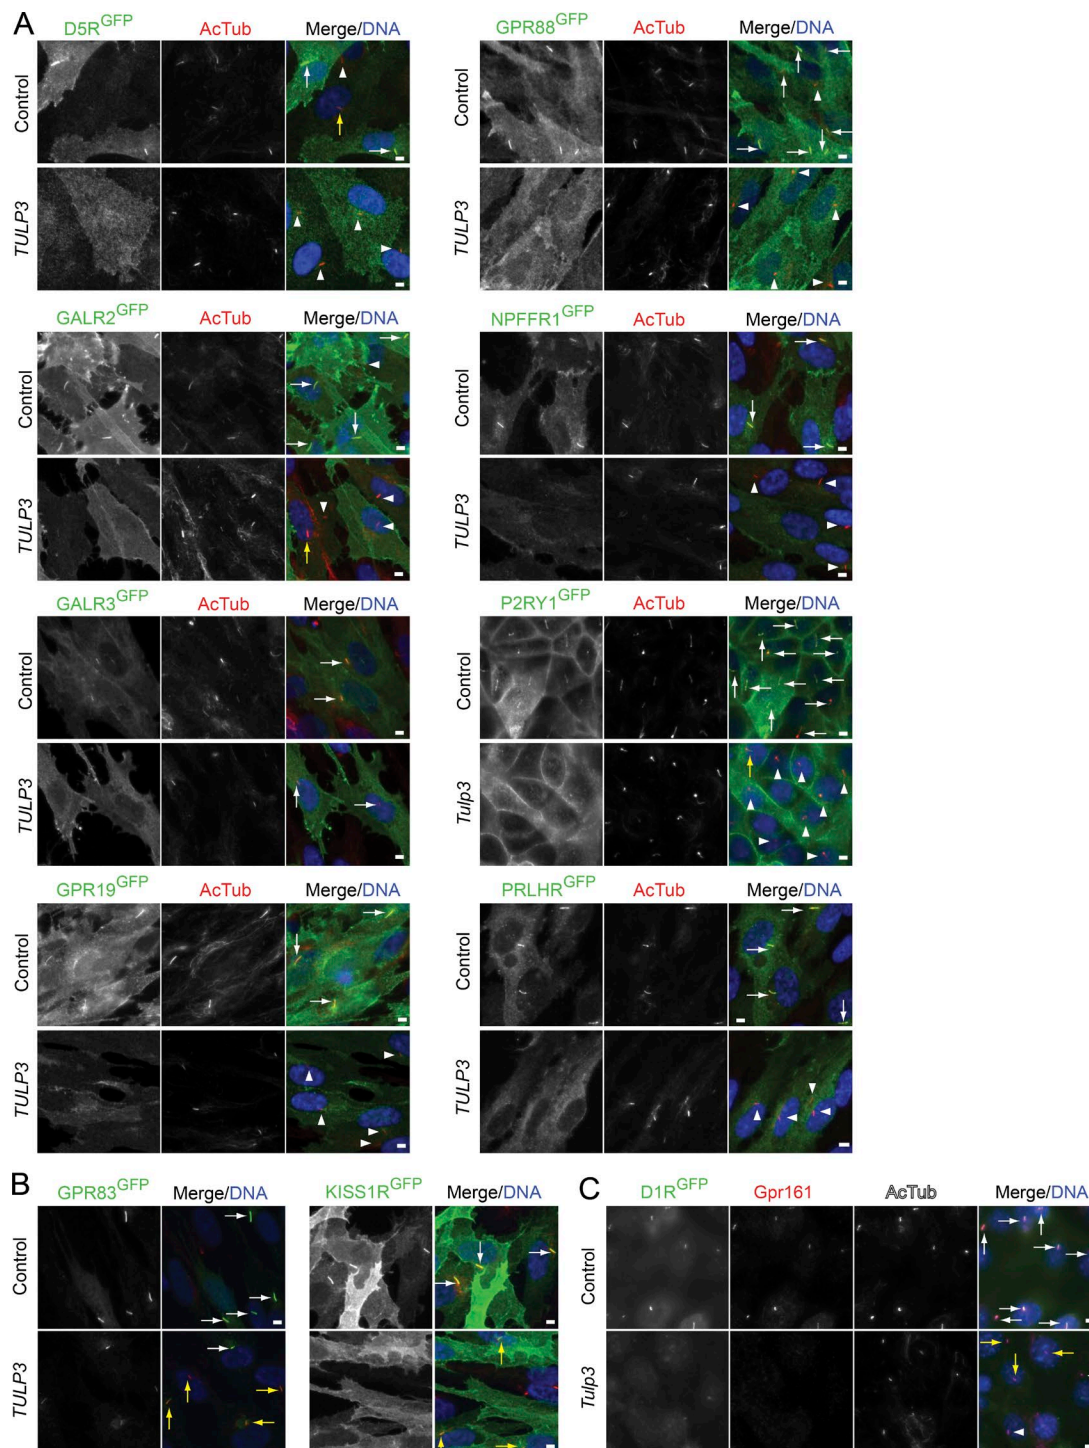 A
D5R^GFP AcTub Merge/DNA
Control
TULP3
GPR88^GFP AcTub Merge/DNA
Control
TULP3
GALR2^GFP AcTub Merge/DNA
Control
TULP3
NPFFR1^GFP AcTub Merge/DNA
Control
TULP3
GALR3^GFP AcTub Merge/DNA
Control
TULP3
P2RY1^GFP AcTub Merge/DNA
Control
Tulp3
GPR19^GFP AcTub Merge/DNA
Control
TULP3
PRLHR^GFP AcTub Merge/DNA
Control
TULP3
B
GPR83^GFP Merge/DNA
Control
TULP3
KISS1R^GFP Merge/DNA
C
D1R^GFP Gpr161 AcTub Merge/DNA
Control
Tulp3